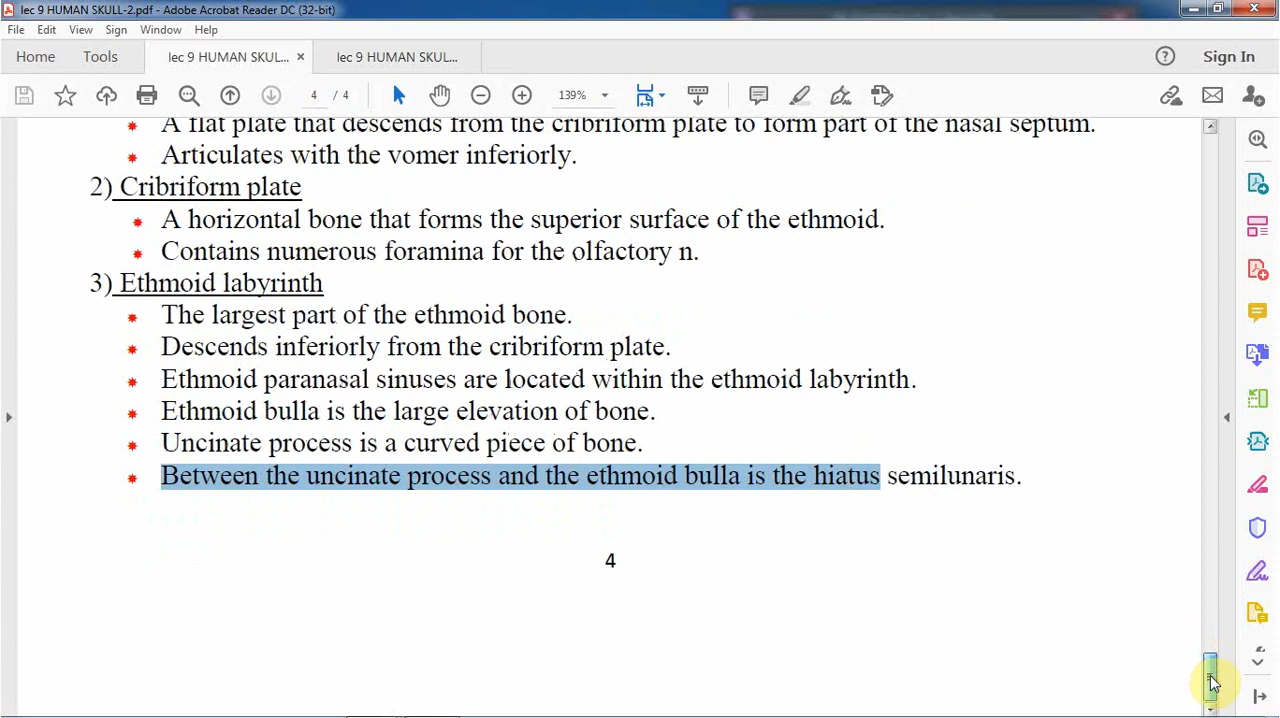 lec 9 HUMAN SKULL-2.pdf - Adobe Acrobat Reader DC (32-bit)
File Edit View Sign Window Help
Home Tools lec 9 HUMAN SKUL... × lec 9 HUMAN SKUL... Sign In
4 / 4 139%
A flat plate that descends from the cribriform plate to form part of the nasal septum.
Articulates with the vomer inferiorly.
2) Cribriform plate
A horizontal bone that forms the superior surface of the ethmoid.
Contains numerous foramina for the olfactory n.
3) Ethmoid labyrinth
The largest part of the ethmoid bone.
Descends inferiorly from the cribriform plate.
Ethmoid paranasal sinuses are located within the ethmoid labyrinth.
Ethmoid bulla is the large elevation of bone.
Uncinate process is a curved piece of bone.
Between the uncinate process and the ethmoid bulla is the hiatus semilunaris.
4